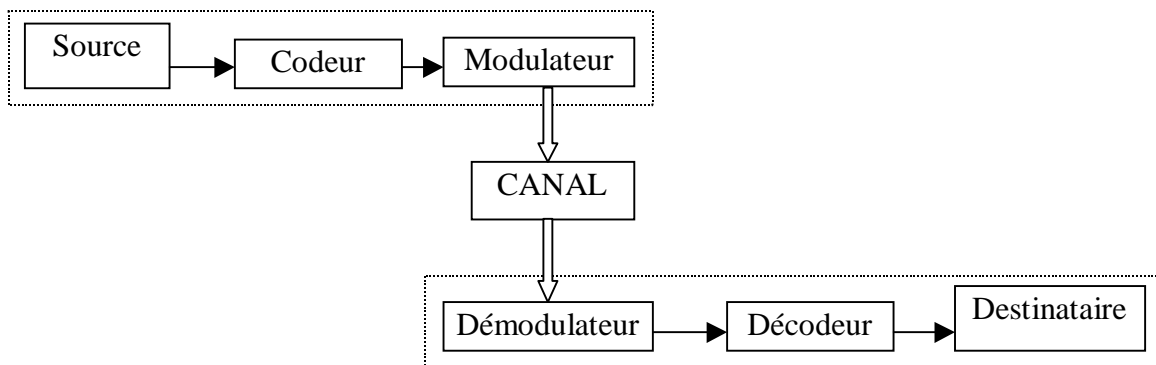 Source
Codeur
Modulateur
CANAL
Démodulateur
Décodeur
Destinataire